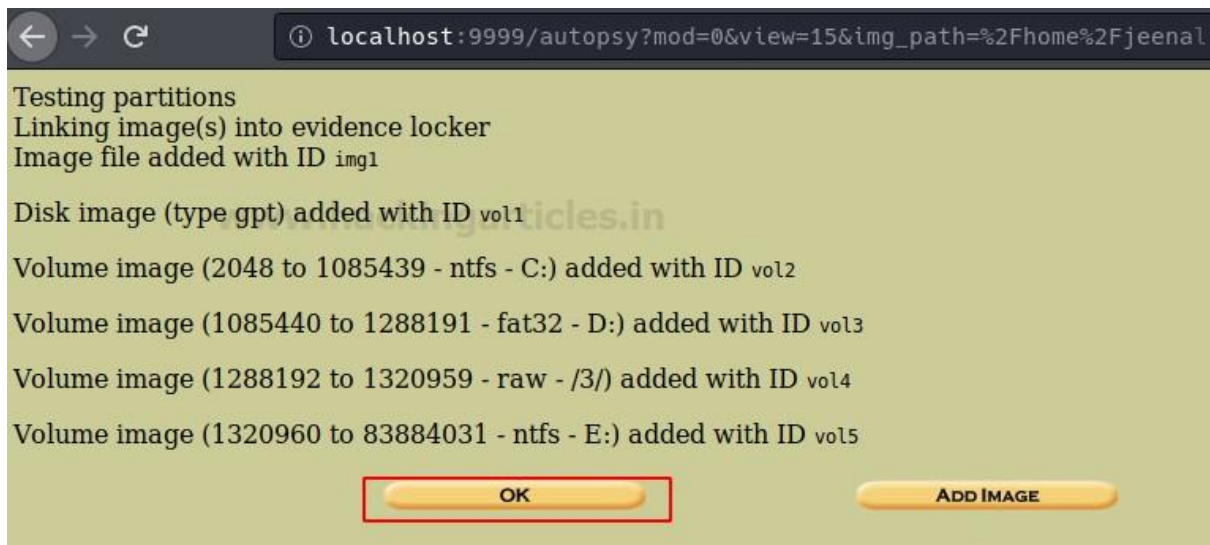 localhost:9999/autopsy?mod=0&view=15&img_path=%2Fhome%2Fjeenal
Testing partitions
Linking image(s) into evidence locker
Image file added with ID img1
Disk image (type gpt) added with ID vol1
www.hackingarticles.in
Volume image (2048 to 1085439 - ntfs - C:) added with ID vol2
Volume image (1085440 to 1288191 - fat32 - D:) added with ID vol3
Volume image (1288192 to 1320959 - raw - /3/) added with ID vol4
Volume image (1320960 to 83884031 - ntfs - E:) added with ID vol5
OK
ADD IMAGE